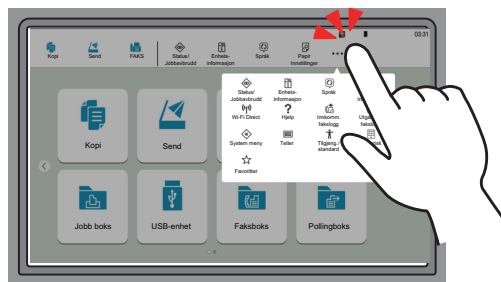 03:31
Kopi
Send
FAKS
Status/
Jobbavbrudd
Enhets-
informasjon
Språk
Papir
Innstillinger
Status/
Jobbavbrudd
Enhets-
informasjon
Språk
Wi-Fi Direct
Hjelp
Innkomm.
fakslogg
System meny
Teller
Tilgjeng./
standard
Favoritter
Kopi
Send
Jobb boks
USB-enhet
Faksboks
Pollingboks